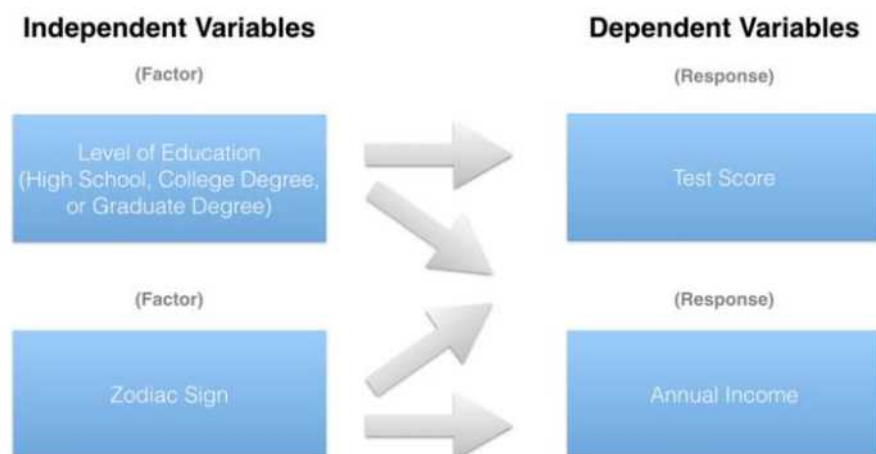 Independent Variables
Dependent Variables
(Factor)
(Response)
Level of Education
(High School, College Degree,
or Graduate Degree)
Test Score
(Factor)
(Response)
Zodiac Sign
Annual Income